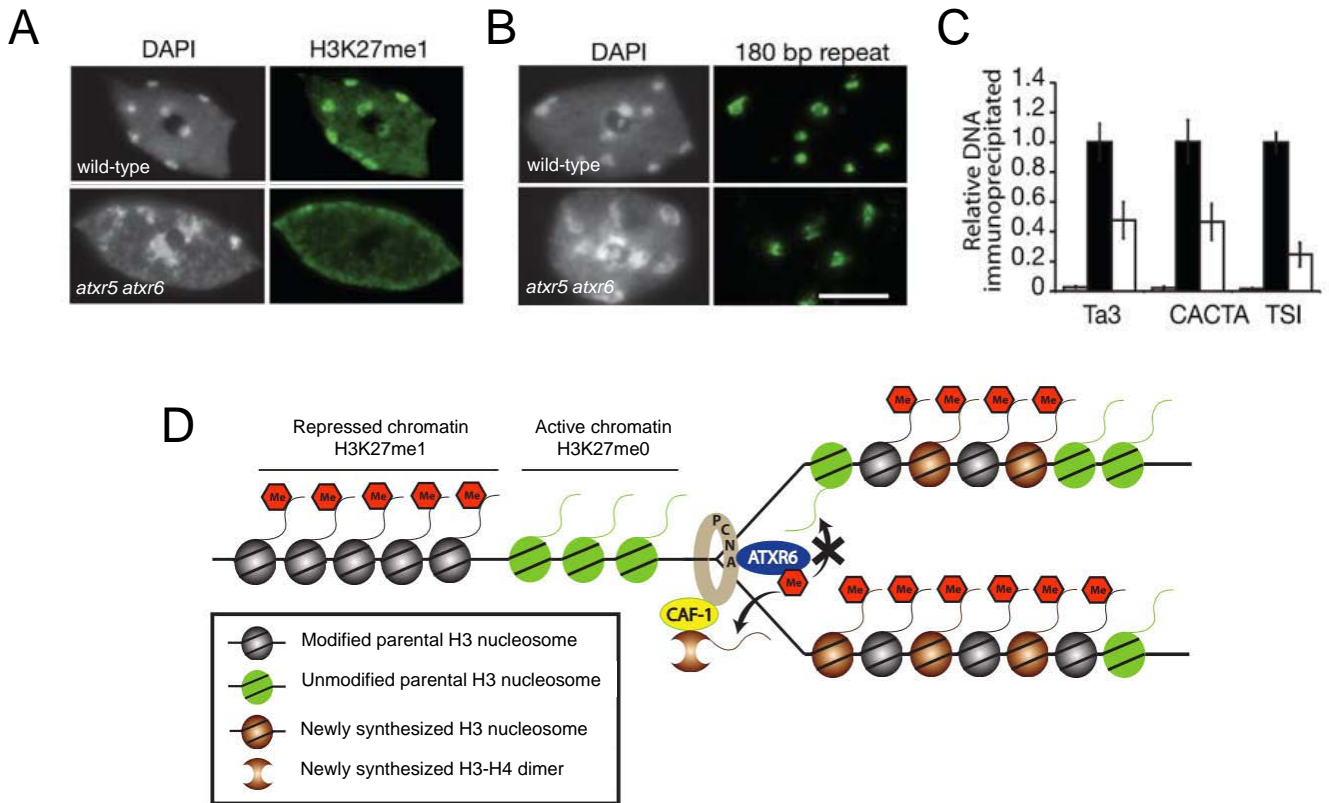 A
DAPI
H3K27me1
wild-type
atxr5 atxr6
B
DAPI
180 bp repeat
wild-type
atxr5 atxr6
C
Relative DNA
immunoprecipitated
1.4
1.2
1.0
0.8
0.6
0.4
0.2
0
Ta3 CACTA TSI
D
Repressed chromatin
H3K27me1
Active chromatin
H3K27me0
Me Me Me Me Me
Me Me Me Me
PCNA
ATXR6
Me
CAF-1
Me Me Me Me Me Me
Modified parental H3 nucleosome
Unmodified parental H3 nucleosome
Newly synthesized H3 nucleosome
Newly synthesized H3-H4 dimer